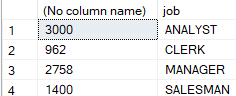 (No column name) job
1 3000 ANALYST
2 962 CLERK
3 2758 MANAGER
4 1400 SALESMAN